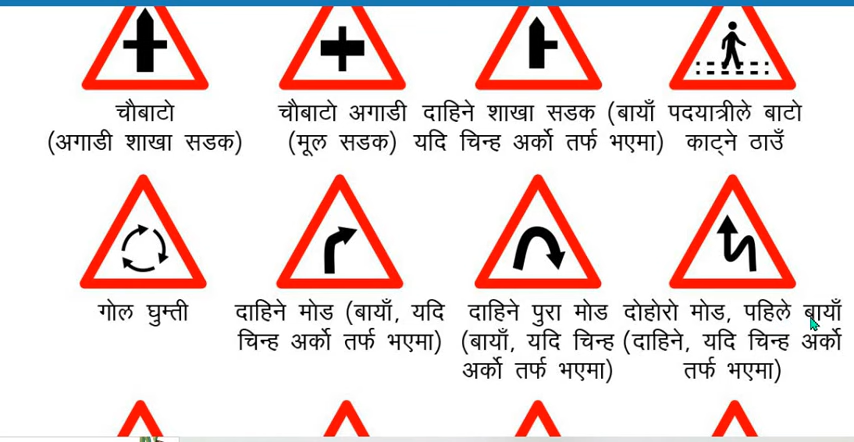 चौबाटो
(अगाडी शाखा सडक)
चौबाटो अगाडी
(मूल सडक)
दाहिने शाखा सडक (बायाँ
यदि चिन्ह अर्को तर्फ भएमा)
पदयात्रीले बाटो
काट्ने ठाउँ
गोल घुम्ती
दाहिने मोड (बायाँ, यदि
चिन्ह अर्को तर्फ भएमा)
दाहिने पुरा मोड
(बायाँ, यदि चिन्ह
अर्को तर्फ भएमा)
दोहोरो मोड, पहिले बायाँ
(दाहिने, यदि चिन्ह अर्को
तर्फ भएमा)